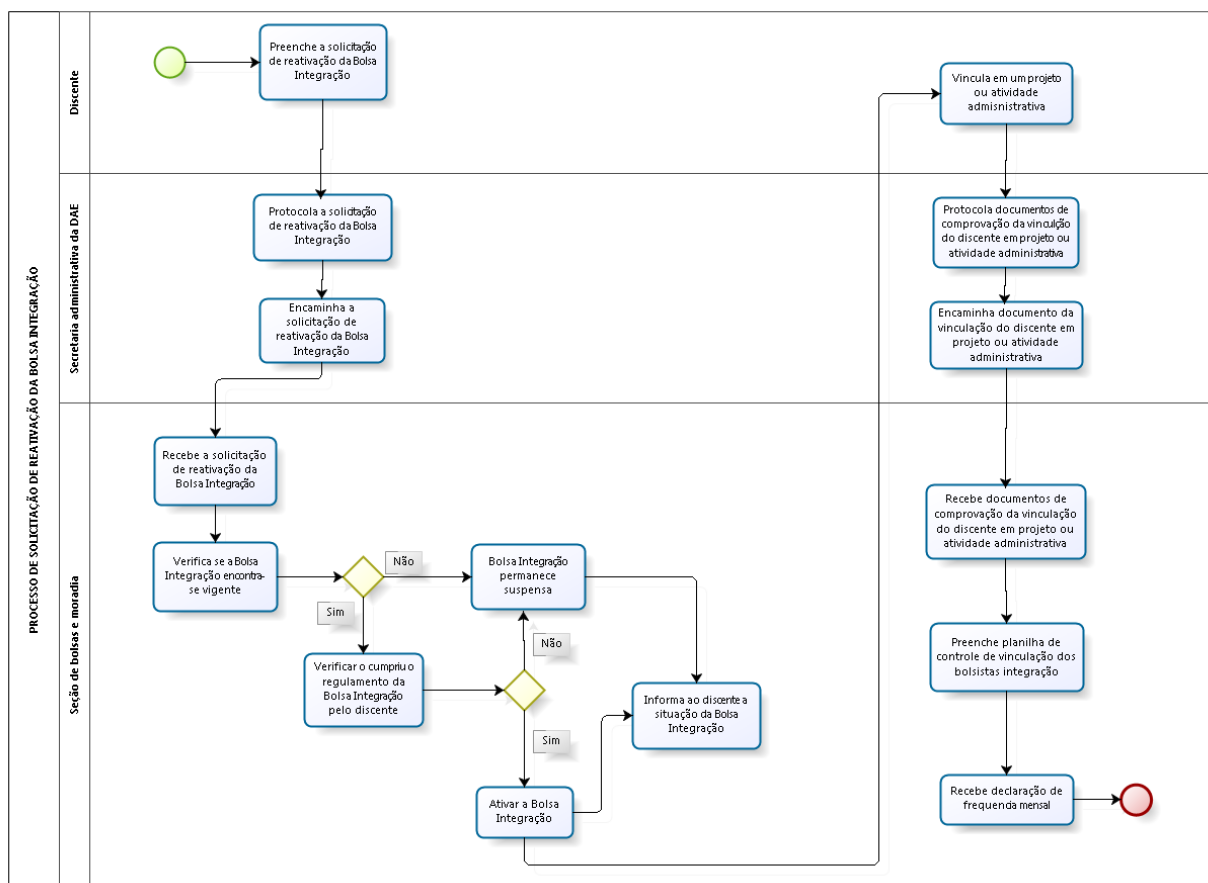 PROCESSO DE SOLICITAÇÃO DE REATIVAÇÃO DA BOLSA INTEGRAÇÃO
Discente
Preenche a solicitação
de reativação da Bolsa
Integração
Vincula em um projeto
ou atividade
admisnistrativa
Secretaria administrativa da DAE
Protocola a solicitação
de reativação da Bolsa
Integração
Encaminha a
solicitação de
reativação da Bolsa
Integração
Protocola documentos de
comprovação da vinculção
do discente em projeto ou
atividade administrativa
Encaminha documento da
vinculação do discente em
projeto ou atividade
administrativa
Seção de bolsas e moradia
Recebe a solicitação
de reativação da
Bolsa Integração
Verifica se a Bolsa
Integração encontra-
se vigente
Não
Sim
Bolsa Integração
permanece
suspensa
Verificar o cumpriu o
regulamento da
Bolsa Integração
pelo discente
Não
Sim
Informa ao discente a
situação da Bolsa
Integração
Ativar a Bolsa
Integração
Recebe documentos de
comprovação da vinculação
do discente em projeto ou
atividade administrativa
Preenche planilha de
controle de vinculação dos
bolsistas integração
Recebe declaração de
frequenda mensal